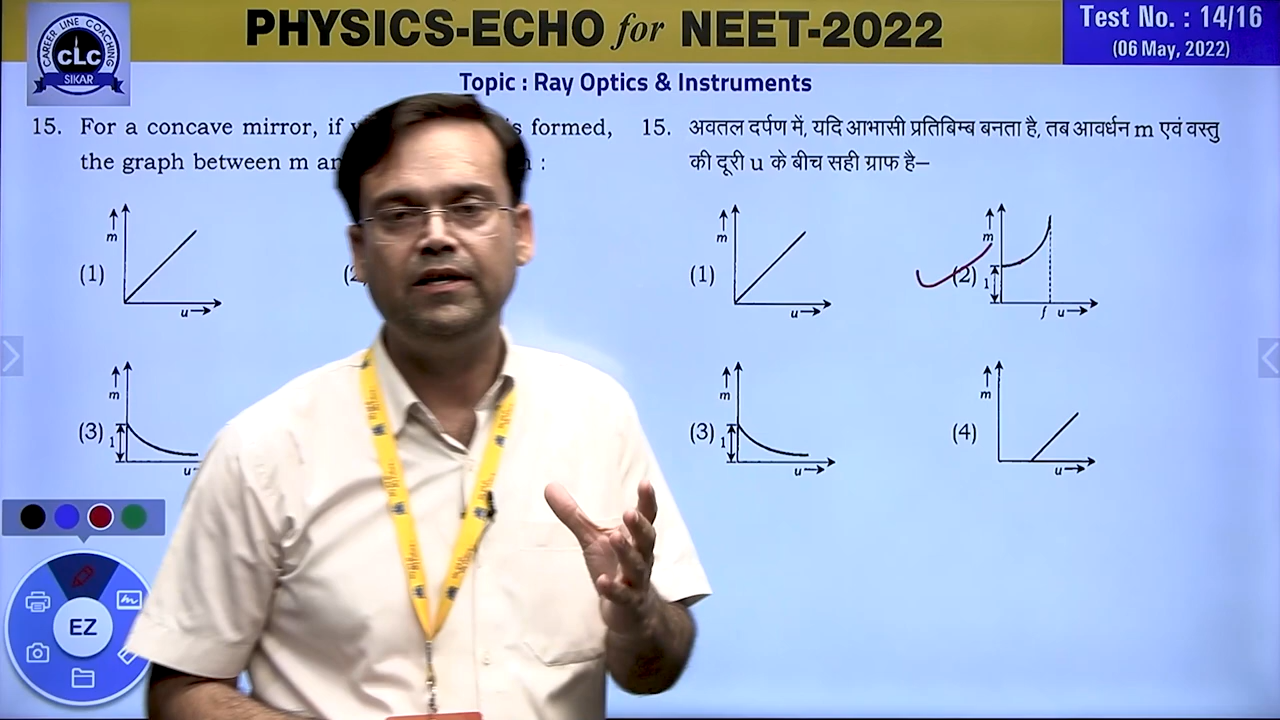 PHYSICS-ECHO for NEET-2022
Test No. : 14/16
(06 May, 2022)
CAREER LINE COACHING
CLC
SIKAR
Topic : Ray Optics & Instruments
15. For a concave mirror, if formed,
the graph between m :
(1)
m
u
(3)
m
1
u
15. अवतल दर्पण में, यदि आभासी प्रतिबिम्ब बनता है, तब आवर्धन m एवं वस्तु
की दूरी u के बीच सही ग्राफ है–
(1)
m
u
(2)
m
1
f u
(3)
m
1
u
(4)
m
u
EZ